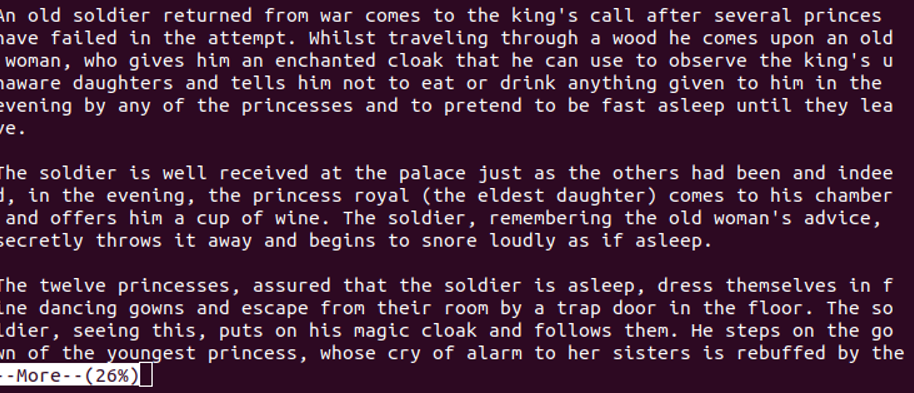 An old soldier returned from war comes to the king's call after several princes
have failed in the attempt. Whilst traveling through a wood he comes upon an old
woman, who gives him an enchanted cloak that he can use to observe the king's u
naware daughters and tells him not to eat or drink anything given to him in the
evening by any of the princesses and to pretend to be fast asleep until they lea
ve.

The soldier is well received at the palace just as the others had been and indee
d, in the evening, the princess royal (the eldest daughter) comes to his chamber
and offers him a cup of wine. The soldier, remembering the old woman's advice,
secretly throws it away and begins to snore loudly as if asleep.

The twelve princesses, assured that the soldier is asleep, dress themselves in f
ine dancing gowns and escape from their room by a trap door in the floor. The so
ldier, seeing this, puts on his magic cloak and follows them. He steps on the go
wn of the youngest princess, whose cry of alarm to her sisters is rebuffed by the
--More--(26%)